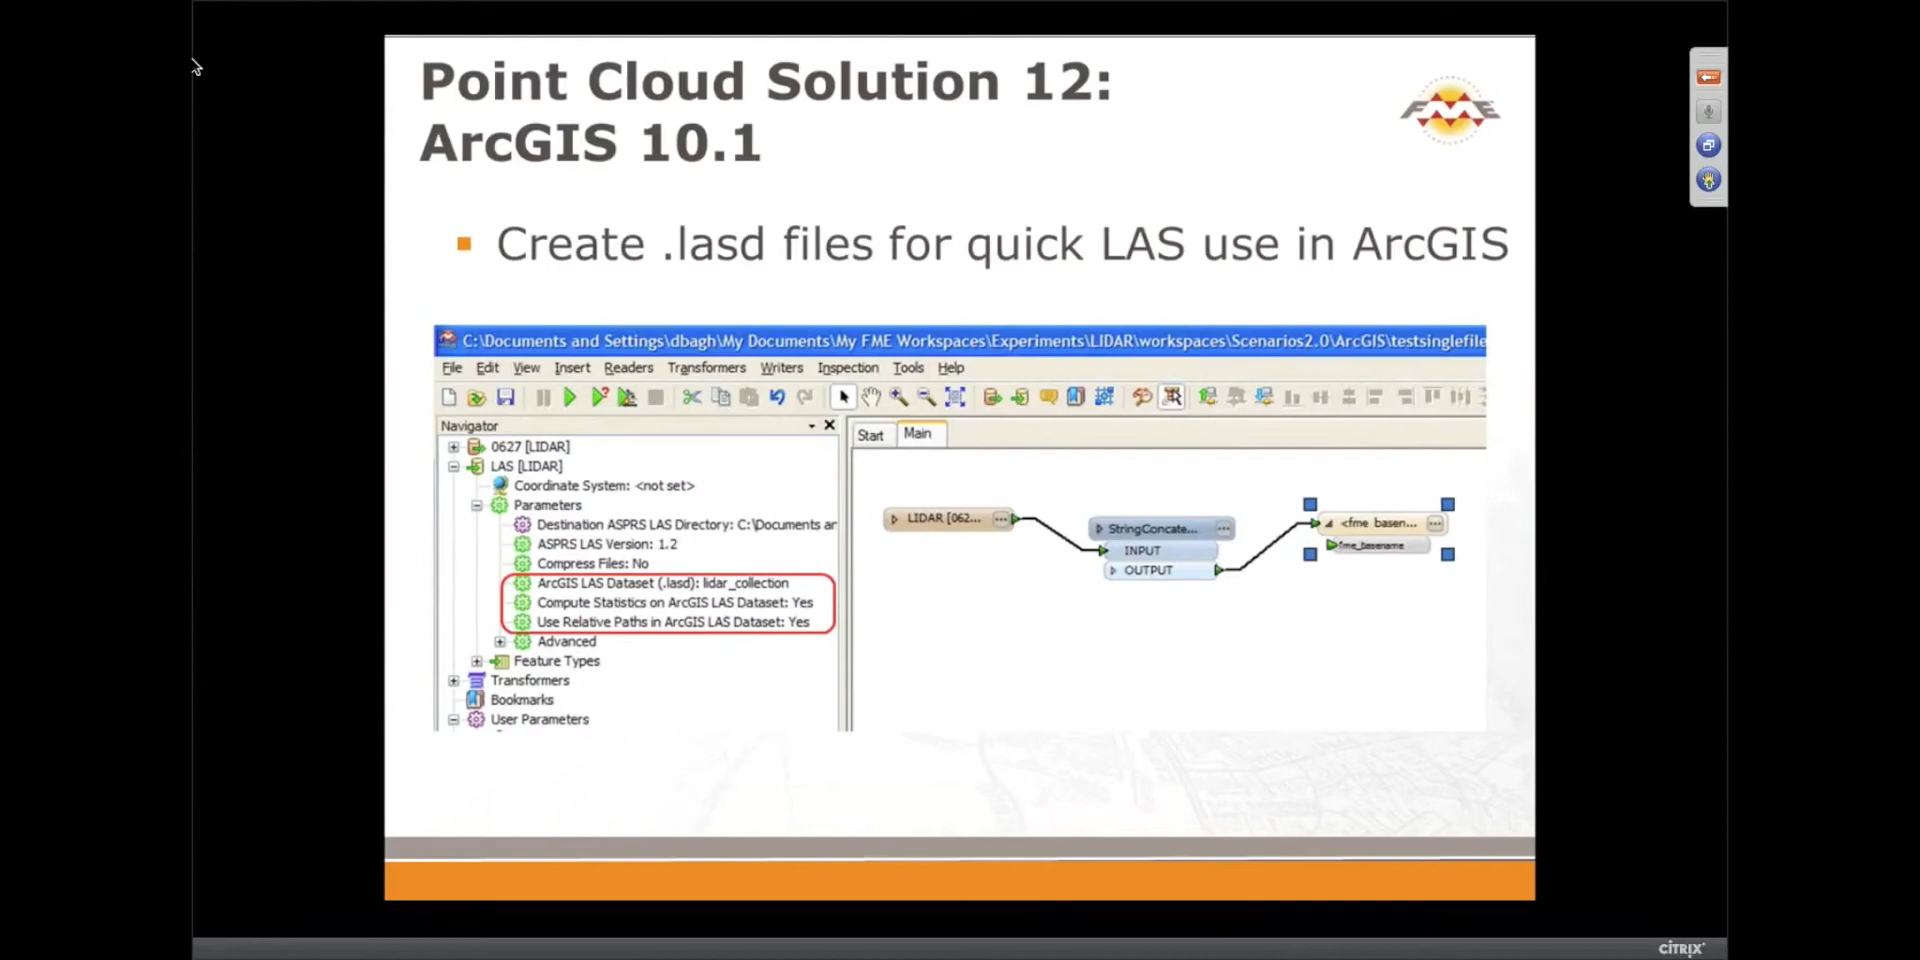 Point Cloud Solution 12:
ArcGIS 10.1
FME
Create .lasd files for quick LAS use in ArcGIS
C:\Documents and Settings\dbagh\My Documents\My FME Workspaces\Experiments\LIDAR\workspaces\Scenarios2.0\ArcGIS\testsinglefile
File Edit View Insert Readers Transformers Writers Inspection Tools Help
Navigator
Start Main
0627 [LIDAR]
LAS [LIDAR]
Coordinate System: <not set>
Parameters
Destination ASPRS LAS Directory: C:\Documents ar
ASPRS LAS Version: 1.2
Compress Files: No
ArcGIS LAS Dataset (.lasd): lidar_collection
Compute Statistics on ArcGIS LAS Dataset: Yes
Use Relative Paths in ArcGIS LAS Dataset: Yes
Advanced
Feature Types
Transformers
Bookmarks
User Parameters
LIDAR [062...
StringConcate...
INPUT
OUTPUT
<fme_basen...
fme_basename
CITRIX